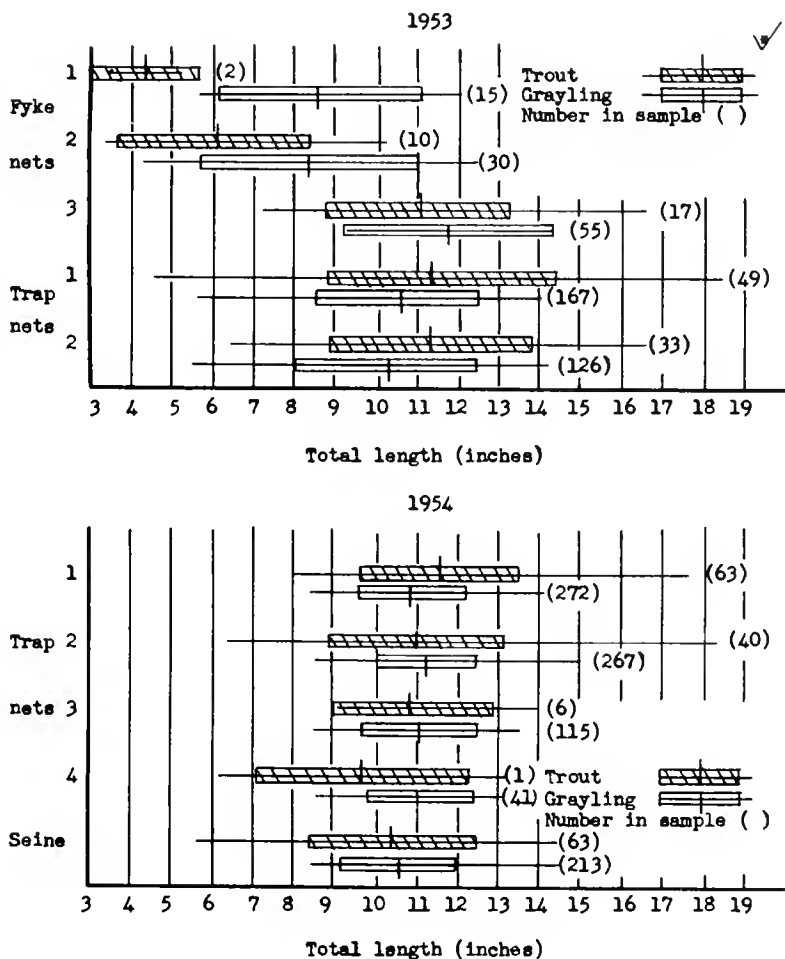 1953
1 (2) Trout
(15) Grayling
Fyke Number in sample ( )
2 (10)
nets (30)
3 (17)
(55)
1 (49)
Trap (167)
nets
2 (33)
(126)
3 4 5 6 7 8 9 10 11 12 13 14 15 16 17 18 19
Total length (inches)
1954
1 (63)
(272)
Trap 2 (40)
(267)
nets 3 (6)
(115)
4 (1) Trout
(41) Grayling
Number in sample ( )
Seine (63)
(213)
3 4 5 6 7 8 9 10 11 12 13 14 15 16 17 18 19
Total length (inches)